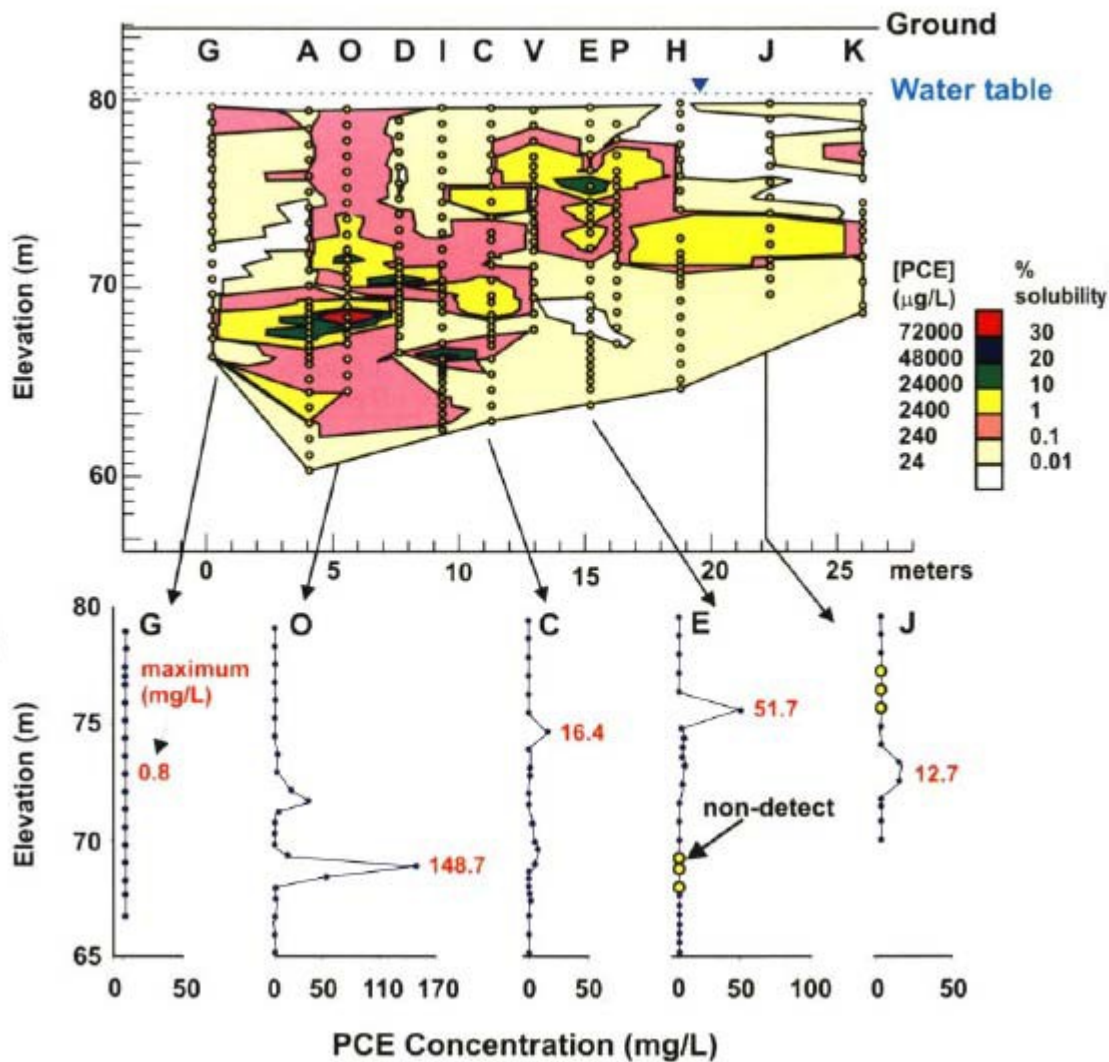 Ground
G A O D I C V E P H J K
Water table
80
70
60
Elevation (m)
[PCE] %
(µg/L) solubility
72000 30
48000 20
24000 10
2400 1
240 0.1
24 0.01
0 5 10 15 20 25 meters
80
75
70
65
Elevation (m)
G O C E J
maximum
(mg/L)
0.8
148.7
16.4
51.7
non-detect
12.7
0 50 0 50 110 170 0 50 0 50 100 0 50
PCE Concentration (mg/L)